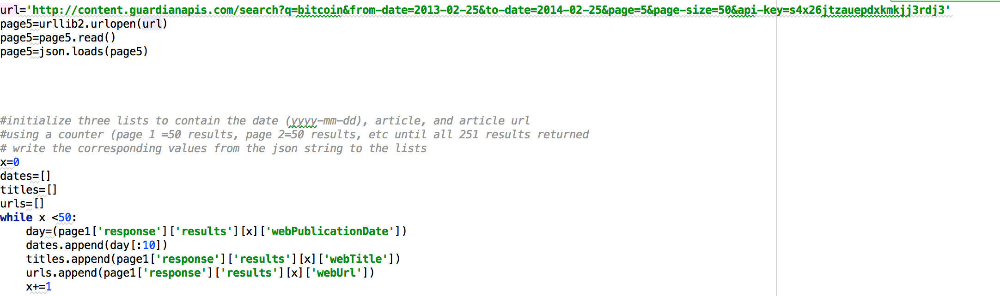 url='http://content.guardianapis.com/search?q=bitcoin&from-date=2013-02-25&to-date=2014-02-25&page=5&page-size=50&api-key=s4x26jtzauepdxkmkjj3rdj3'
page5=urllib2.urlopen(url)
page5=page5.read()
page5=json.loads(page5)
#initialize three lists to contain the date (yyyy-mm-dd), article, and article url
#using a counter (page 1 =50 results, page 2=50 results, etc until all 251 results returned
# write the corresponding values from the json string to the lists
x=0
dates=[]
titles=[]
urls=[]
while x <50:
    day=(page1['response']['results'][x]['webPublicationDate'])
    dates.append(day[:10])
    titles.append(page1['response']['results'][x]['webTitle'])
    urls.append(page1['response']['results'][x]['webUrl'])
    x+=1